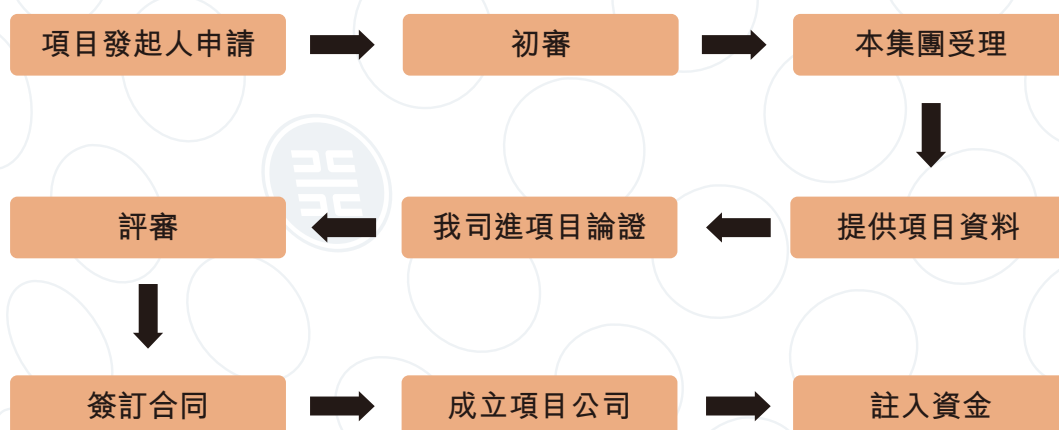 項目發起人申請
初審
本集團受理
提供項目資料
我司進項目論證
評審
簽訂合同
成立項目公司
註入資金